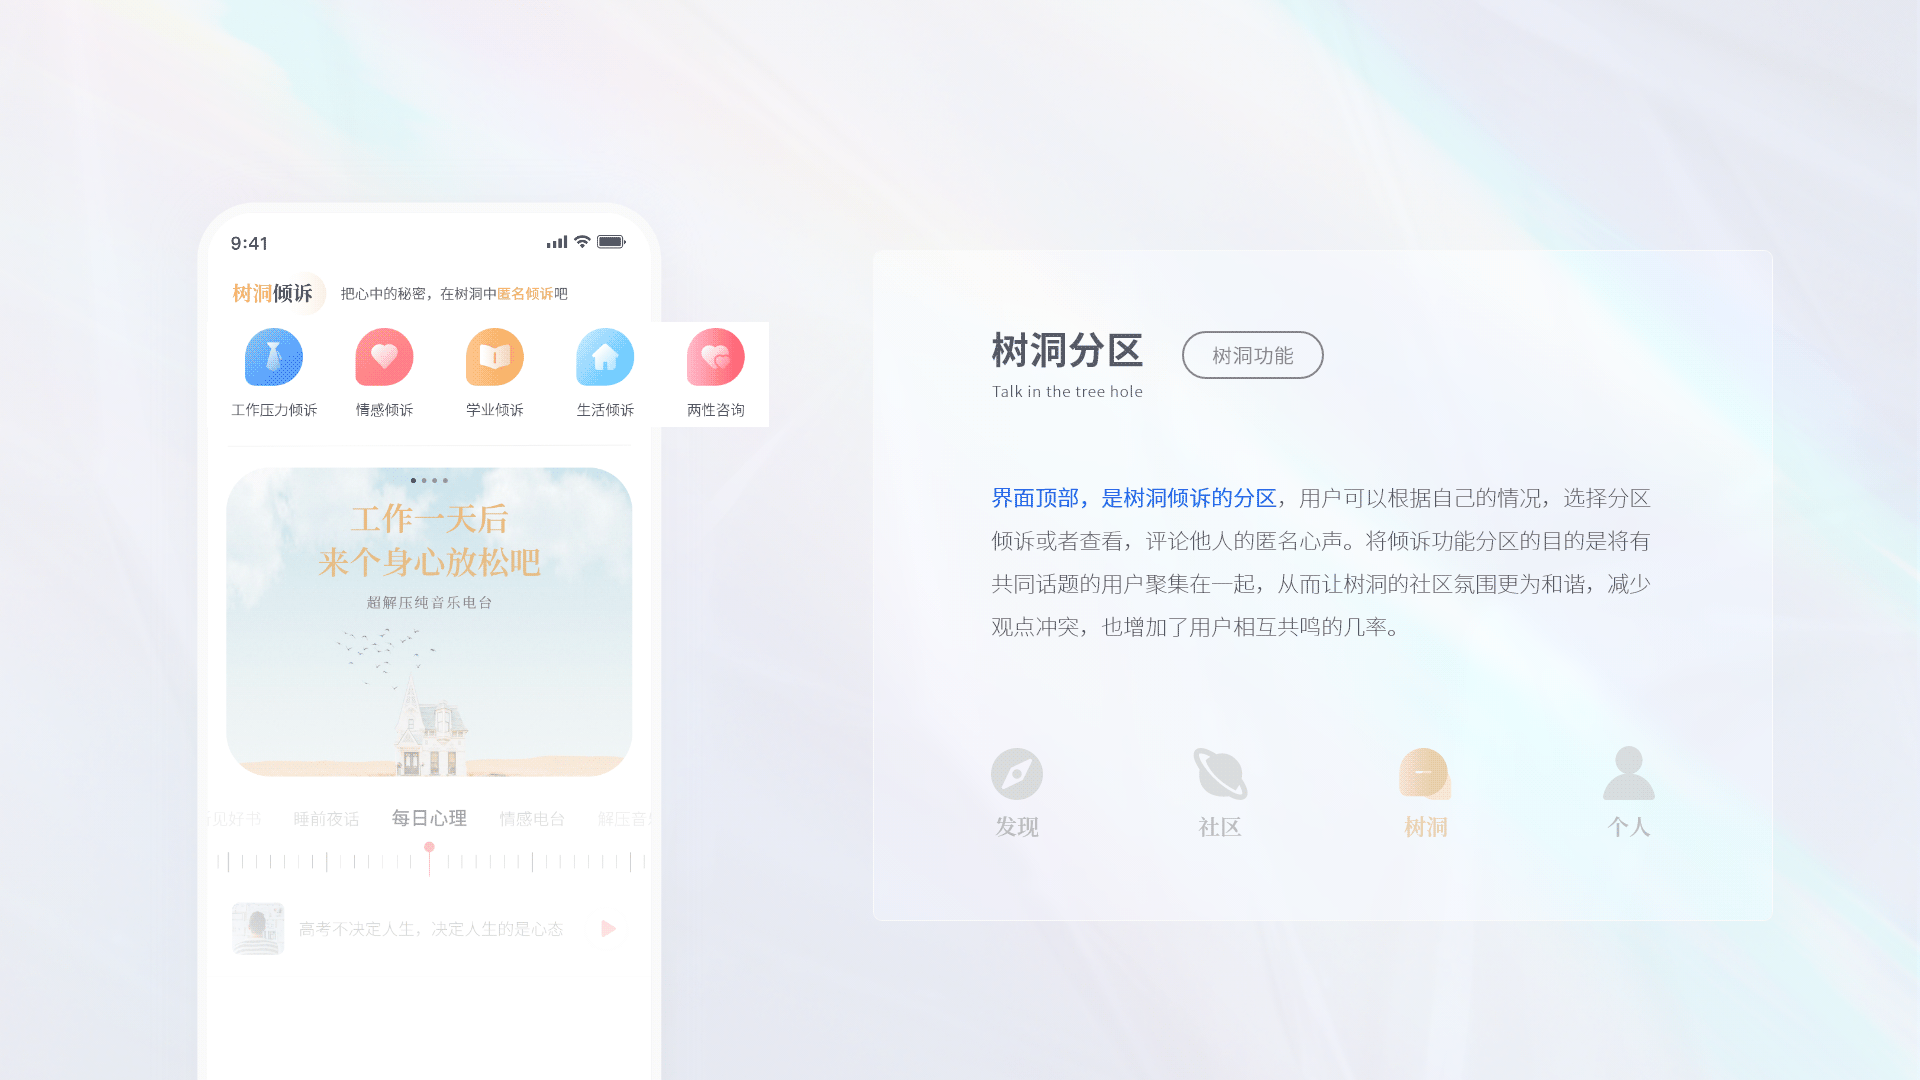 9:41
树洞倾诉
把心中的秘密，在树洞中匿名倾诉吧
工作压力倾诉
情感倾诉
学业倾诉
生活倾诉
两性咨询
工作一天后
来个身心放松吧
超解压纯音乐电台
见好书
睡前夜话
每日心理
情感电台
解压音
高考不决定人生，决定人生的是心态
树洞分区
树洞功能
Talk in the tree hole
界面顶部，是树洞倾诉的分区，用户可以根据自己的情况，选择分区
倾诉或者查看，评论他人的匿名心声。将倾诉功能分区的目的是将有
共同话题的用户聚集在一起，从而让树洞的社区氛围更为和谐，减少
观点冲突，也增加了用户相互共鸣的几率。
发现
社区
树洞
个人